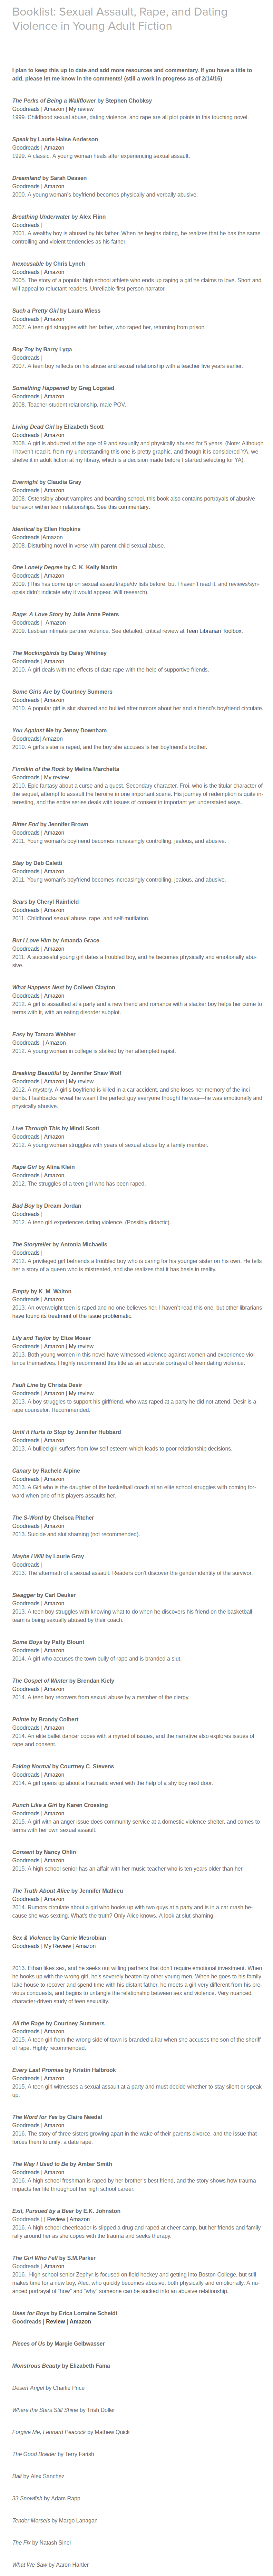 Booklist: Sexual Assault, Rape, and Dating
Violence in Young Adult Fiction
I plan to keep this up to date and add more resources and commentary. If you have a title to
add, please let me know in the comments! (still a work in progress as of 2/14/16)
The Perks of Being a Wallflower by Stephen Chobksy
Goodreads | Amazon | My review
1999. Childhood sexual abuse, dating violence, and rape are all plot points in this touching novel.
Speak by Laurie Halse Anderson
Goodreads | Amazon
1999. A classic. A young woman heals after experiencing sexual assault.
Dreamland by Sarah Dessen
Goodreads | Amazon
2000. A young woman's boyfriend becomes physically and verbally abusive.
Breathing Underwater by Alex Flinn
Goodreads |
2001. A wealthy boy is abused by his father. When he begins dating, he realizes that he has the same
controlling and violent tendencies as his father.
Inexcusable by Chris Lynch
Goodreads | Amazon
2005. The story of a popular high school athlete who ends up raping a girl he claims to love. Short and
will appeal to reluctant readers. Unreliable first person narrator.
Such a Pretty Girl by Laura Wiess
Goodreads | Amazon
2007. A teen girl struggles with her father, who raped her, returning from prison.
Boy Toy by Barry Lyga
Goodreads |
2007. A teen boy reflects on his abuse and sexual relationship with a teacher five years earlier.
Something Happened by Greg Logsted
Goodreads | Amazon
2008. Teacher-student relationship, male POV.
Living Dead Girl by Elizabeth Scott
Goodreads | Amazon
2008. A girl is abducted at the age of 9 and sexually and physically abused for 5 years. (Note: Although
I haven't read it, from my understanding this one is pretty graphic, and though it is considered YA, we
shelve it in adult fiction at my library, which is a decision made before I started selecting for YA).
Evernight by Claudia Gray
Goodreads | Amazon
2008. Ostensibly about vampires and boarding school, this book also contains portrayals of abusive
behavior within teen relationships. See this commentary.
Identical by Ellen Hopkins
Goodreads |Amazon
2008. Disturbing novel-in verse with parent-child sexual abuse.
One Lonely Degree by C. K. Kelly Martin
Goodreads | Amazon
2009. (This has come up on sexual assault/rape/dv lists before, but I haven't read it, and reviews/syn-
opsis didn't indicate why it would appear. Will research).
Rape: A Love Story by Julie Anne Peters
Goodreads | Amazon
2009. Lesbian intimate partner violence. See detailed, critical review at Teen Librarian Toolbox.
The Mockingbirds by Daisy Whitney
Goodreads | Amazon
2010. A girl deals with the effects of date rape with the help of supportive friends.
Some Girls Are by Courtney Summers
Goodreads | Amazon
2010. A popular girl is slut shamed and bullied after rumors about her and a friend's boyfriend circulate.
You Against Me by Jenny Downham
Goodreads| Amazon
2010. A girl's sister is raped, and the boy she accuses is her boyfriend's brother.
Finnikin of the Rock by Melina Marchetta
Goodreads | My review
2010. Epic fantasy about a curse and a quest. Secondary character, Froi, who is the titular character of
the sequel, attempt to assault the heroine in one important scene. His journey of redemption is quite in-
teresting, and the entire series deals with issues of consent in important yet understated ways.
Bitter End by Jennifer Brown
Goodreads | Amazon
2011. Young woman's boyfriend becomes increasingly controlling, jealous, and abusive.
Stay by Deb Caletti
Goodreads | Amazon
2011. Young woman's boyfriend becomes increasingly controlling, jealous, and abusive.
Scars by Cheryl Rainfield
Goodreads | Amazon
2011. Childhood sexual abuse, rape, and self-mutilation.
But I Love Him by Amanda Grace
Goodreads | Amazon
2011. A successful young girl dates a troubled boy, and he becomes physically and emotionally abu-
sive.
What Happens Next by Colleen Clayton
Goodreads | Amazon
2012. A girl is assaulted at a party and a new friend and romance with a slacker boy helps her come to
terms with it, with an eating disorder subplot.
Easy by Tamara Webber
Goodreads | Amazon
2012. A young woman in college is stalked by her attempted rapist.
Breaking Beautiful by Jennifer Shaw Wolf
Goodreads | Amazon | My review
2012. A mystery. A girl's boyfriend is killed in a car accident, and she loses her memory of the inci-
dents. Flashbacks reveal he wasn't the perfect guy everyone thought he was—he was emotionally and
physically abusive.
Live Through This by Mindi Scott
Goodreads | Amazon
2012. A young woman struggles with years of sexual abuse by a family member.
Rape Girl by Alina Klein
Goodreads | Amazon
2012. The struggles of a teen girl who has been raped.
Bad Boy by Dream Jordan
Goodreads |
2012. A teen girl experiences dating violence. (Possibly didactic).
The Storyteller by Antonia Michaelis
Goodreads |
2012. A privileged girl befriends a troubled boy who is caring for his younger sister on his own. He tells
her a story of a queen who is mistreated, and she realizes that it has basis in reality.
Empty by K. M. Walton
Goodreads | Amazon
2013. An overweight teen is raped and no one believes her. I haven't read this one, but other librarians
have found its treatment of the issue problematic.
Lily and Taylor by Elize Moser
Goodreads | Amazon | My review
2013. Both young women in this novel have witnessed violence against women and experience vio-
lence themselves. I highly recommend this title as an accurate portrayal of teen dating violence.
Fault Line by Christa Desir
Goodreads | Amazon | My review
2013. A boy struggles to support his girlfriend, who was raped at a party he did not attend. Desir is a
rape counselor. Recommended.
Until it Hurts to Stop by Jennifer Hubbard
Goodreads | Amazon
2013. A bullied girl suffers from low self esteem which leads to poor relationship decisions.
Canary by Rachele Alpine
Goodreads | Amazon
2013. A Girl who is the daughter of the basketball coach at an elite school struggles with coming for-
ward when one of his players assaults her.
The S-Word by Chelsea Pitcher
Goodreads | Amazon
2013. Suicide and slut shaming (not recommended).
Maybe I Will by Laurie Gray
Goodreads |
2013. The aftermath of a sexual assault. Readers don't discover the gender identity of the survivor.
Swagger by Carl Deuker
Goodreads | Amazon
2013. A teen boy struggles with knowing what to do when he discovers his friend on the basketball
team is being sexually abused by their coach.
Some Boys by Patty Blount
Goodreads | Amazon
2014. A girl who accuses the town bully of rape and is branded a slut.
The Gospel of Winter by Brendan Kiely
Goodreads | Amazon
2014. A teen boy recovers from sexual abuse by a member of the clergy.
Pointe by Brandy Colbert
Goodreads | Amazon
2014. An elite ballet dancer copes with a myriad of issues, and the narrative also explores issues of
rape and consent.
Faking Normal by Courtney C. Stevens
Goodreads | Amazon
2014. A girl opens up about a traumatic event with the help of a shy boy next door.
Punch Like a Girl by Karen Crossing
Goodreads | Amazon
2015. A girl with an anger issue does community service at a domestic violence shelter, and comes to
terms with her own sexual assault.
Consent by Nancy Ohlin
Goodreads | Amazon
2015. A high school senior has an affair with her music teacher who is ten years older than her.
The Truth About Alice by Jennifer Mathieu
Goodreads | Amazon
2014. Rumors circulate about a girl who hooks up with two guys at a party and is in a car crash be-
cause she was sexting. What's the truth? Only Alice knows. A look at slut-shaming.
Sex & Violence by Carrie Mesrobian
Goodreads | My Review | Amazon
2013. Ethan likes sex, and he seeks out willing partners that don't require emotional investment. When
he hooks up with the wrong girl, he's severely beaten by other young men. When he goes to his family
lake house to recover and spend time with his distant father, he meets a girl very different from his pre-
vious conquests, and begins to untangle the relationship between sex and violence. Very nuanced,
character-driven study of teen sexuality.
All the Rage by Courtney Summers
Goodreads | Amazon
2015. A teen girl from the wrong side of town is branded a liar when she accuses the son of the sheriff
of rape. Highly recommended.
Every Last Promise by Kristin Halbrook
Goodreads | Amazon
2015. A teen girl witnesses a sexual assault at a party and must decide whether to stay silent or speak
up.
The Word for Yes by Claire Needal
Goodreads | Amazon
2016. The story of three sisters growing apart in the wake of their parents divorce, and the issue that
forces them to unify: a date rape.
The Way I Used to Be by Amber Smith
Goodreads | Amazon
2016. A high school freshman is raped by her brother's best friend, and the story shows how trauma
impacts her life throughout her high school career.
Exit, Pursued by a Bear by E.K. Johnston
Goodreads | | Review | Amazon
2016. A high school cheerleader is slipped a drug and raped at cheer camp, but her friends and family
rally around her as she copes with the trauma and seeks therapy.
The Girl Who Fell by S.M.Parker
Goodreads | Amazon
2016. High school senior Zephyr is focused on field hockey and getting into Boston College, but still
makes time for a new boy, Alec, who quickly becomes abusive, both physically and emotionally. A nu-
anced portrayal of "how" and "why" someone can be sucked into an abusive relationship.
Uses for Boys by Erica Lorraine Scheidt
Goodreads | Review | Amazon
Pieces of Us by Margie Gelbwasser
Monstrous Beauty by Elizabeth Fama
Desert Angel by Charlie Price
Where the Stars Still Shine by Trish Doller
Forgive Me, Leonard Peacock by Mathew Quick
The Good Braider by Terry Farish
Bait by Alex Sanchez
33 Snowfish by Adam Rapp
Tender Morsels by Margo Lanagan
The Fix by Natash Sinel
What We Saw by Aaron Hartler